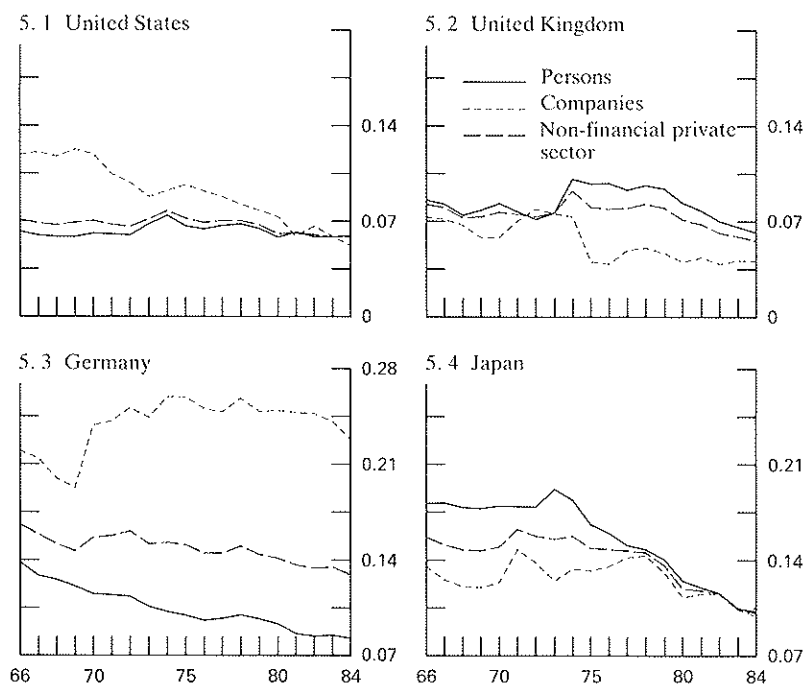 5.1 United States
5.2 United Kingdom
Persons
Companies
Non-financial private
sector
0.14
0.14
0.07
0.07
0
0
5.3 Germany
0.28
5.4 Japan
0.21
0.21
0.14
0.14
0.07
0.07
66 70 75 80 84
66 70 75 80 84